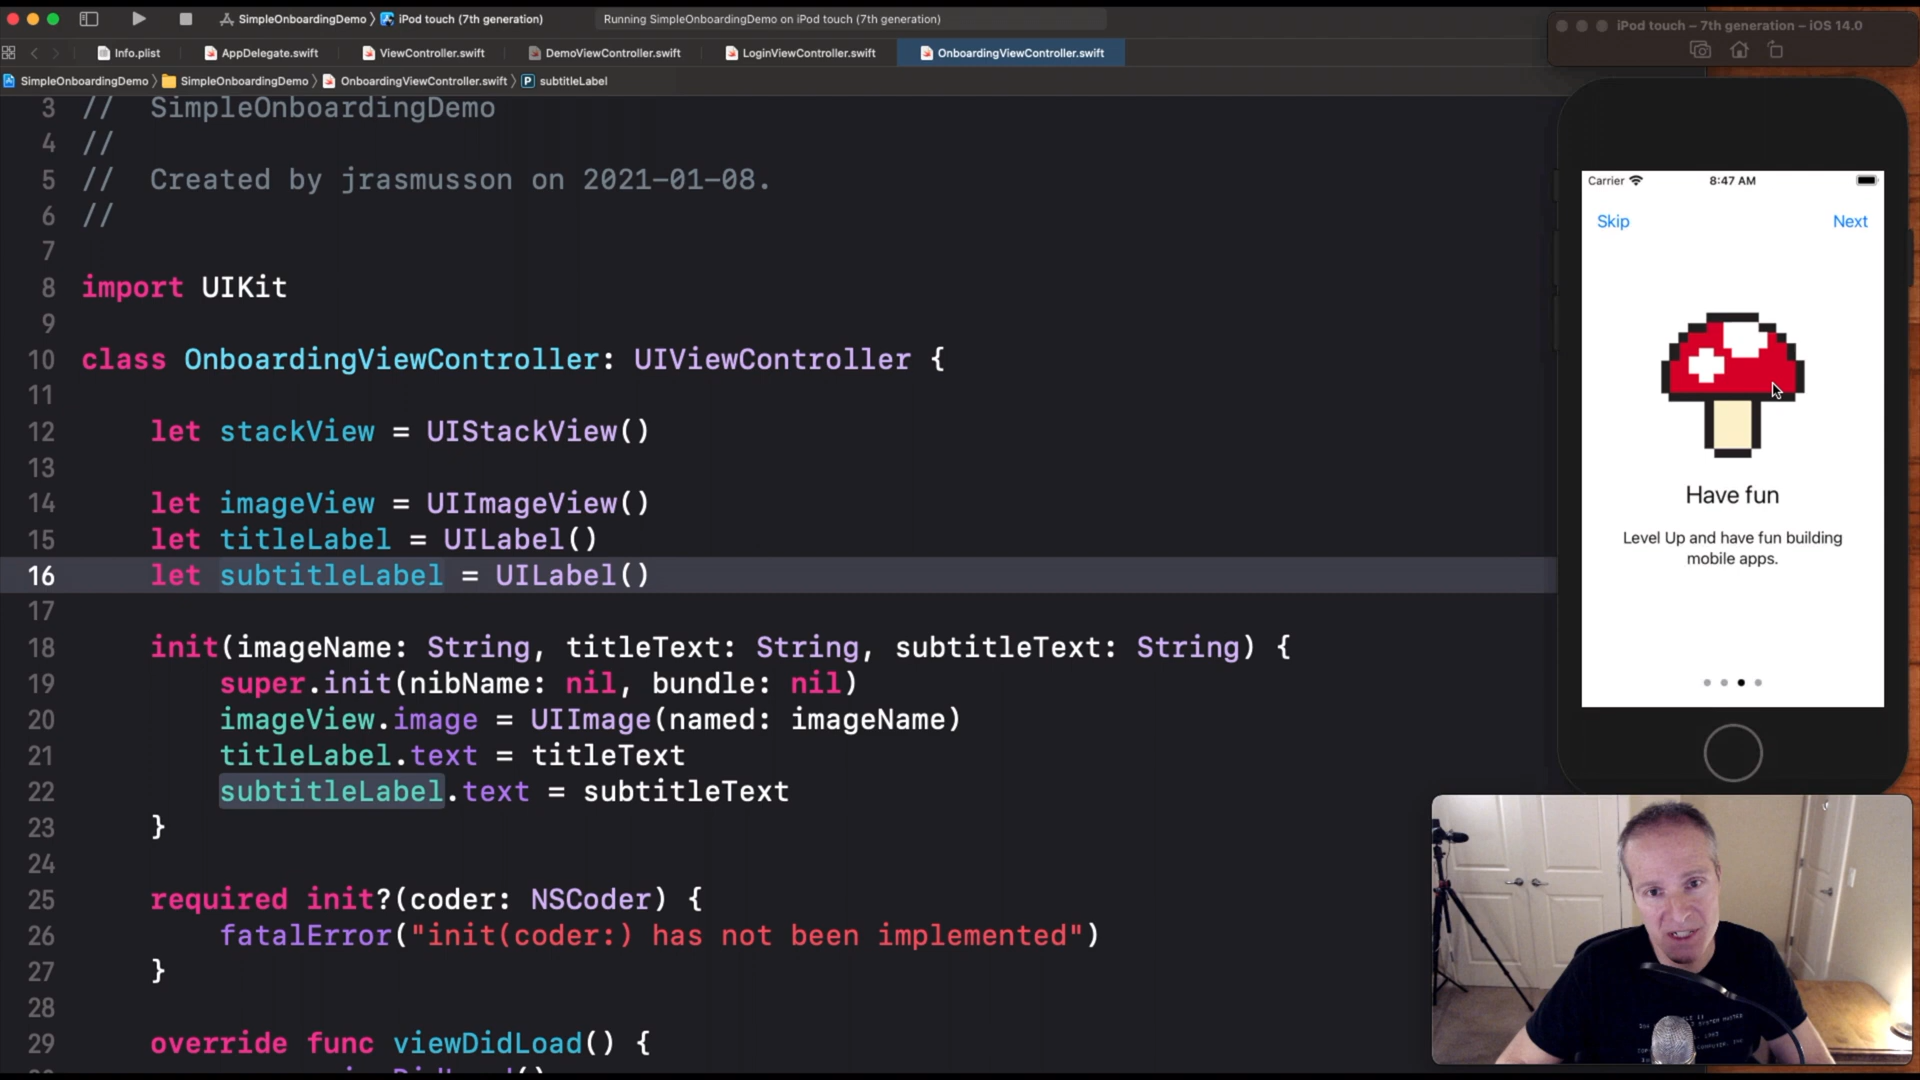 SimpleOnboardingDemo
iPod touch (7th generation)
Running SimpleOnboardingDemo on iPod touch (7th generation)
iPod touch – 7th generation – iOS 14.0
Info.plist
AppDelegate.swift
ViewController.swift
DemoViewController.swift
LoginViewController.swift
OnboardingViewController.swift
SimpleOnboardingDemo
SimpleOnboardingDemo
OnboardingViewController.swift
P subtitleLabel
3 // SimpleOnboardingDemo
4 //
5 // Created by jrasmusson on 2021-01-08.
6 //
7
8 import UIKit
9
10 class OnboardingViewController: UIViewController {
11
12 let stackView = UIStackView()
13
14 let imageView = UIImageView()
15 let titleLabel = UILabel()
16 let subtitleLabel = UILabel()
17
18 init(imageName: String, titleText: String, subtitleText: String) {
19 super.init(nibName: nil, bundle: nil)
20 imageView.image = UIImage(named: imageName)
21 titleLabel.text = titleText
22 subtitleLabel.text = subtitleText
23 }
24
25 required init?(coder: NSCoder) {
26 fatalError("init(coder:) has not been implemented")
27 }
28
29 override func viewDidLoad() {
Carrier
8:47 AM
Skip
Next
Have fun
Level Up and have fun building
mobile apps.